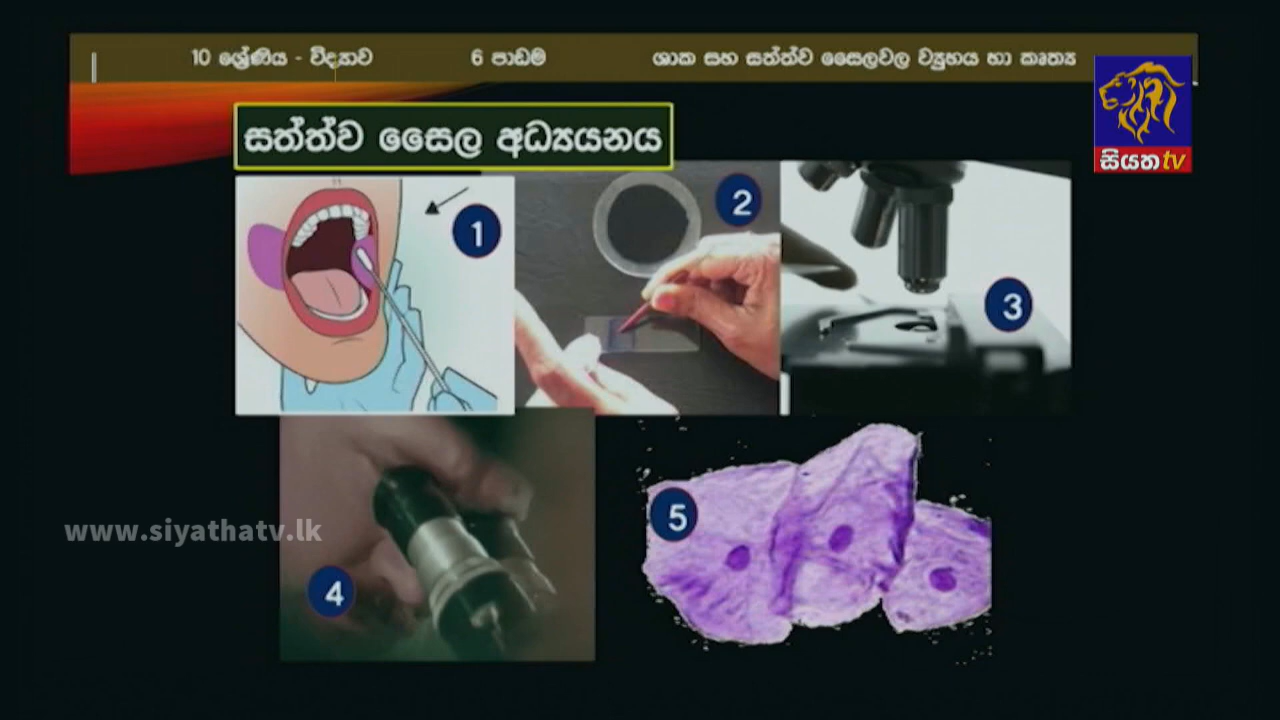 10 ශ්‍රේණිය - විද්‍යාව 6 පාඩම ශාක සහ සත්ත්ව සෛලවල ව්‍යුහය හා කෘත්‍ය
සියත tv
සත්ත්ව සෛල අධ්‍යයනය
1
2
3
www.siyathatv.lk
4
5